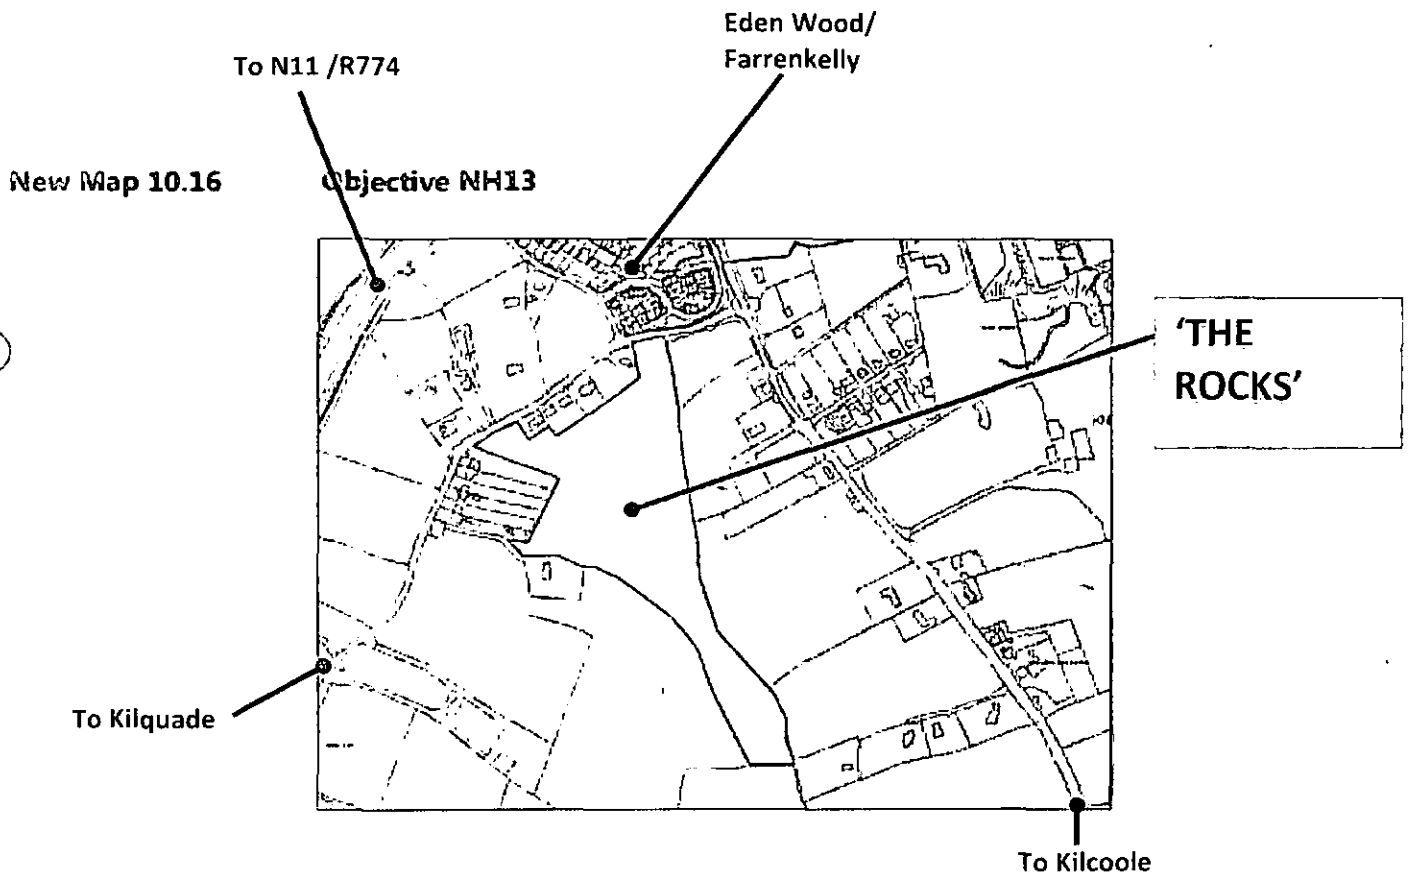 Eden Wood/
Farrenkelly
To N11 /R774
New Map 10.16 Objective NH13
'THE
ROCKS'
To Kilquade
To Kilcoole